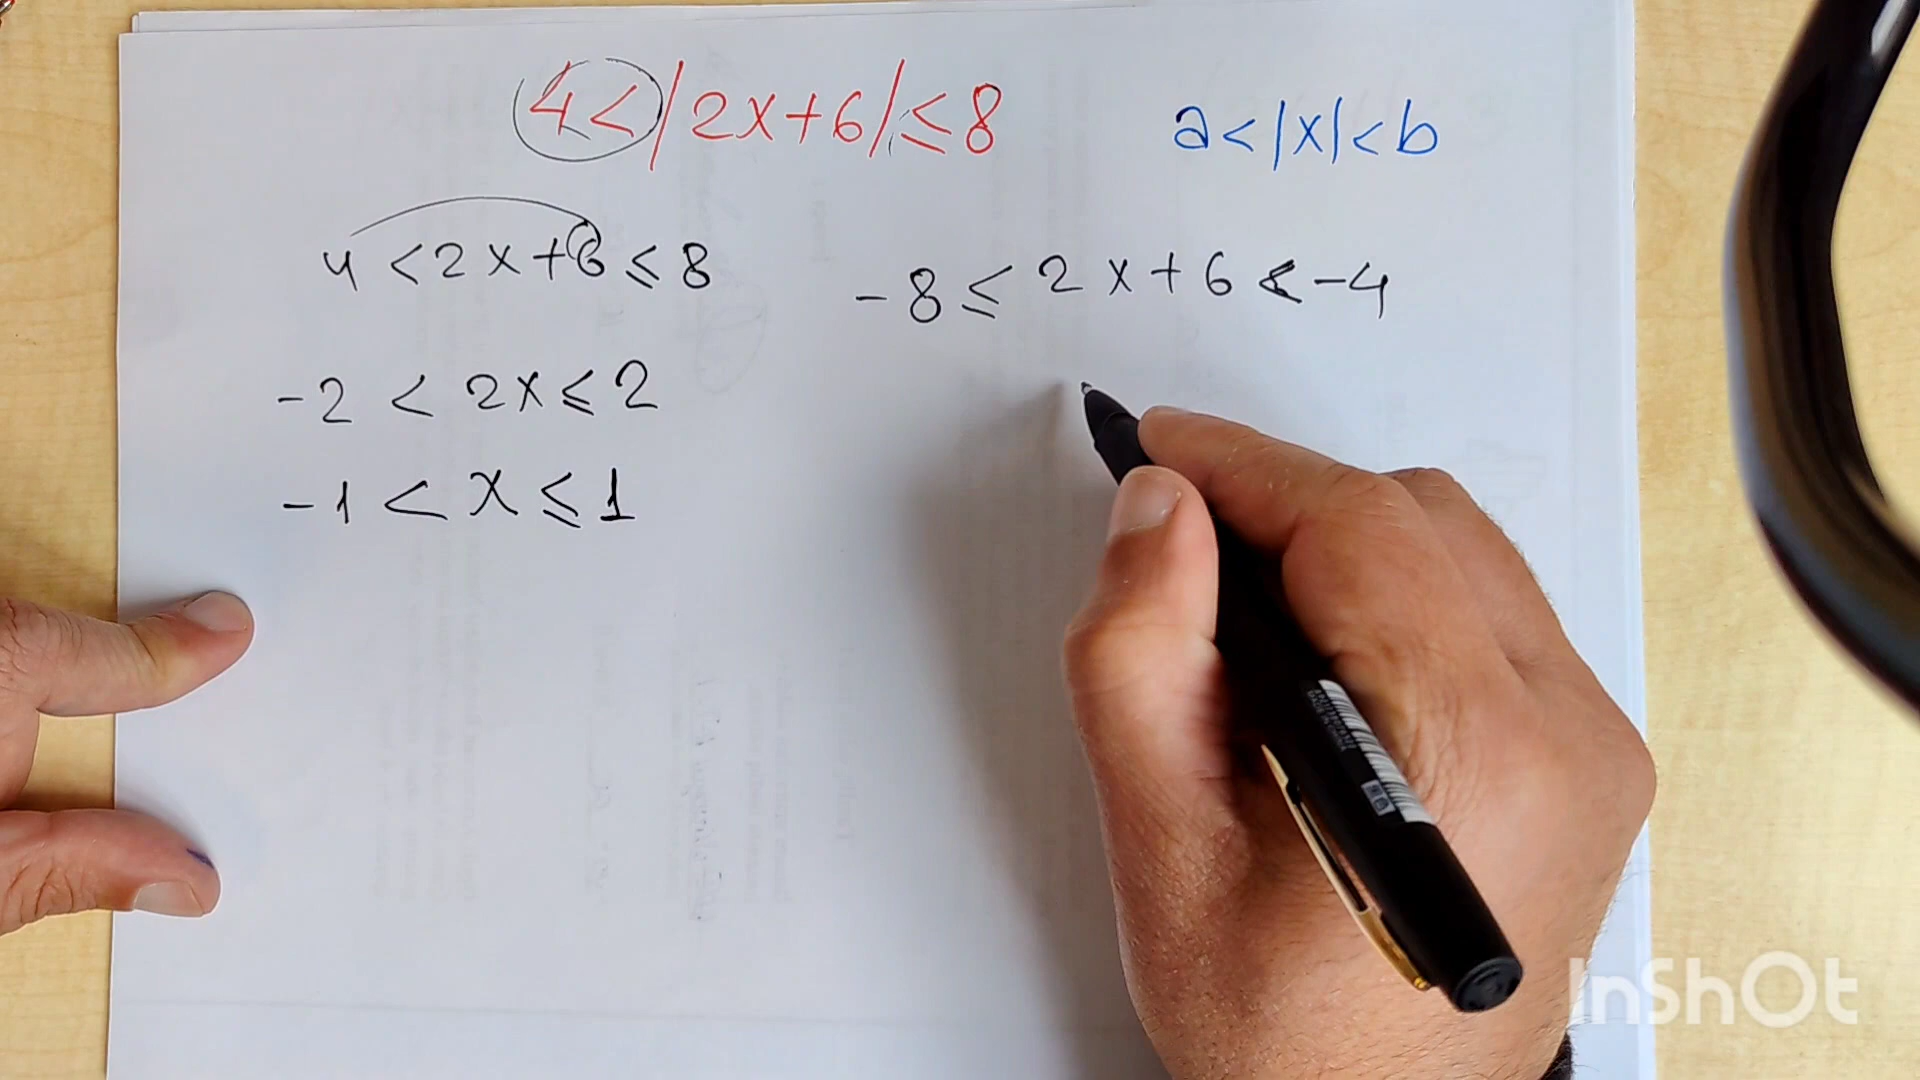 4<|2x+6|≤8
a<|x|<b
4<2x+6≤8
-8≤2x+6<-4
-2<2x≤2
-1<x≤1
InShOt